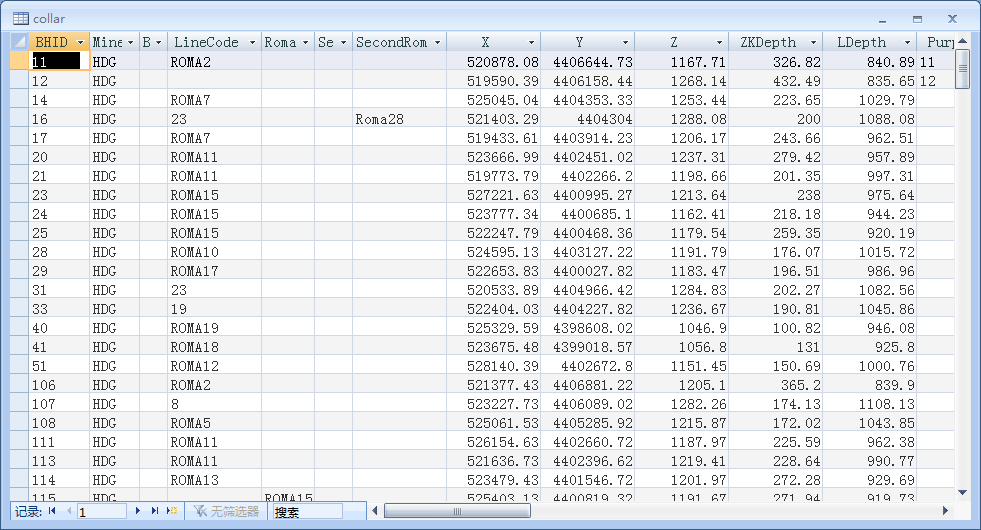 collar
BHID Mine B LineCode Roma Se SecondRom X Y Z ZKDepth LDepth Pur
11 HDG ROMA2 520878.08 4406644.73 1167.71 326.82 840.89 11
12 HDG 519590.39 4406158.44 1268.14 432.49 835.65 12
14 HDG ROMA7 525045.04 4404353.33 1253.44 223.65 1029.79
16 HDG 23 Roma28 521403.29 4404304 1288.08 200 1088.08
17 HDG ROMA7 519433.61 4403914.23 1206.17 243.66 962.51
20 HDG ROMA11 523666.99 4402451.02 1237.31 279.42 957.89
21 HDG ROMA11 519773.79 4402266.2 1198.66 201.35 997.31
23 HDG ROMA15 527221.63 4400995.27 1213.64 238 975.64
24 HDG ROMA15 523777.34 4400685.1 1162.41 218.18 944.23
25 HDG ROMA15 522247.79 4400468.36 1179.54 259.35 920.19
28 HDG ROMA10 524595.13 4403127.22 1191.79 176.07 1015.72
29 HDG ROMA17 522653.83 4400027.82 1183.47 196.51 986.96
31 HDG 23 520533.89 4404966.42 1284.83 202.27 1082.56
33 HDG 19 522404.03 4404227.82 1236.67 190.81 1045.86
40 HDG ROMA19 525329.59 4398608.02 1046.9 100.82 946.08
41 HDG ROMA18 523675.48 4399018.57 1056.8 131 925.8
51 HDG ROMA12 528140.39 4402672.8 1151.45 150.69 1000.76
106 HDG ROMA2 521377.43 4406881.22 1205.1 365.2 839.9
107 HDG 8 523227.73 4406089.02 1282.26 174.13 1108.13
108 HDG ROMA5 525061.53 4405285.92 1215.87 172.02 1043.85
111 HDG ROMA11 526154.63 4402660.72 1187.97 225.59 962.38
113 HDG ROMA11 521636.73 4402396.62 1219.41 228.64 990.77
114 HDG ROMA13 523479.43 4401546.72 1201.97 272.28 929.69
115 HDG ROMA15 525403.13 4400819.32 1191.67 271.94 919.73
记录: 1 无筛选器 搜索